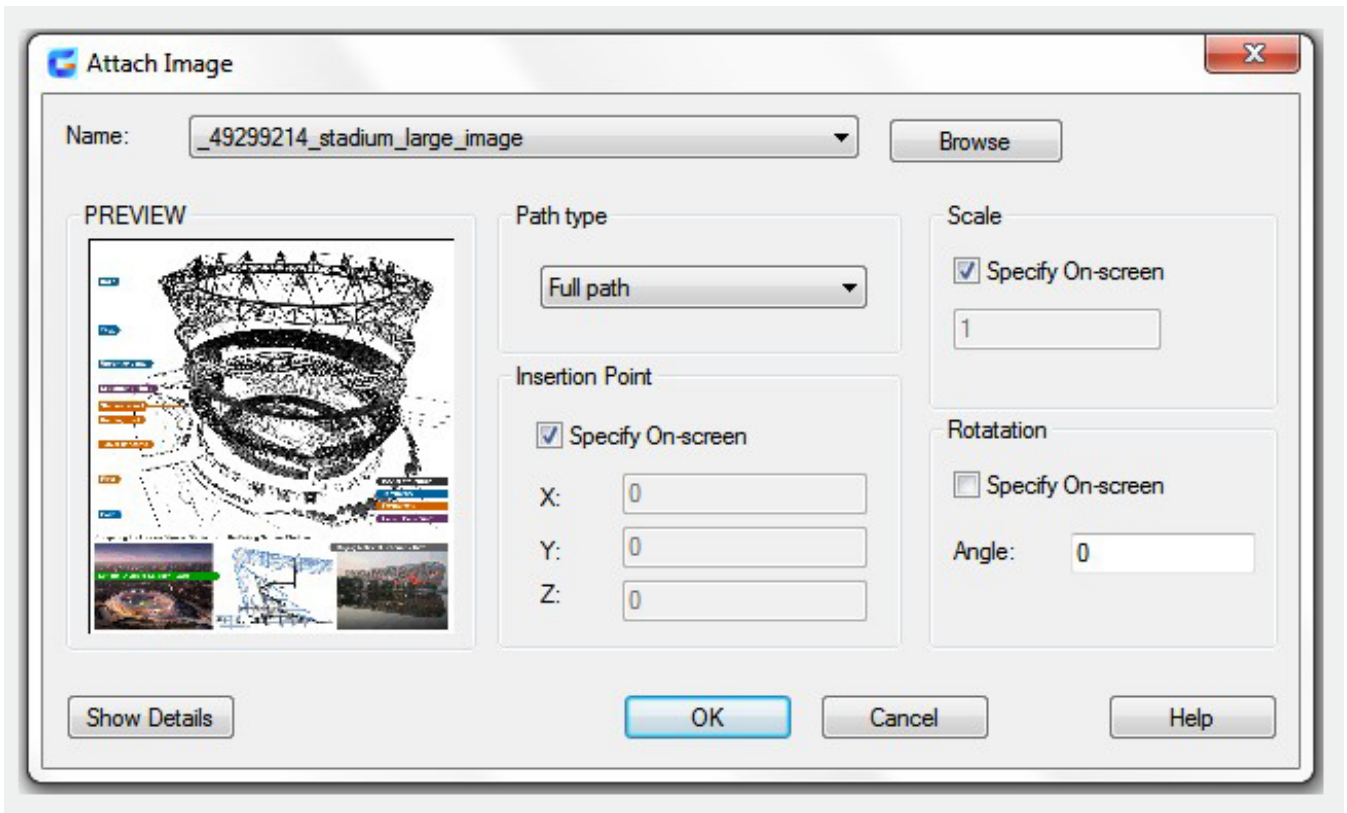 Attach Image
Name:
_49299214_stadium_large_image
Browse
PREVIEW
Path type
Full path
Insertion Point
Specify On-screen
X:
0
Y:
0
Z:
0
Scale
Specify On-screen
1
Rotatation
Specify On-screen
Angle:
0
Show Details
OK
Cancel
Help